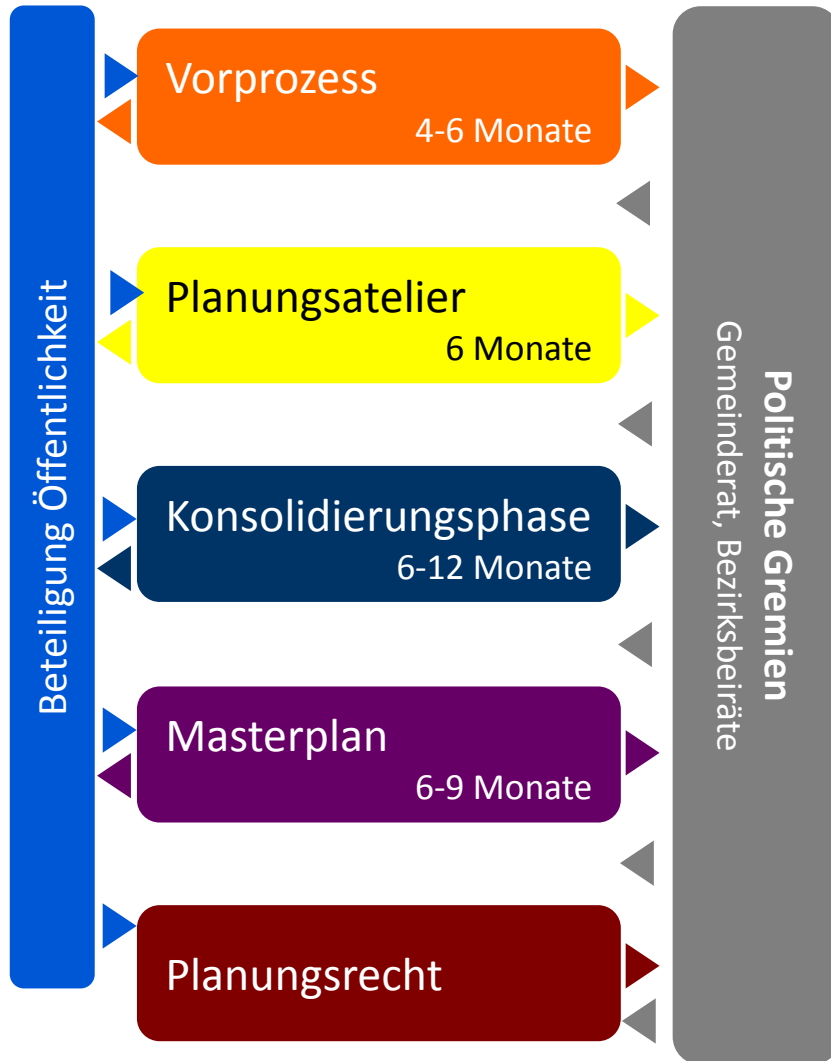 Beteiligung Öffentlichkeit
Vorprozess
4-6 Monate
Planungsatelier
6 Monate
Konsolidierungsphase
6-12 Monate
Masterplan
6-9 Monate
Planungsrecht
Politische Gremien
Gemeinderat, Bezirksbeiräte